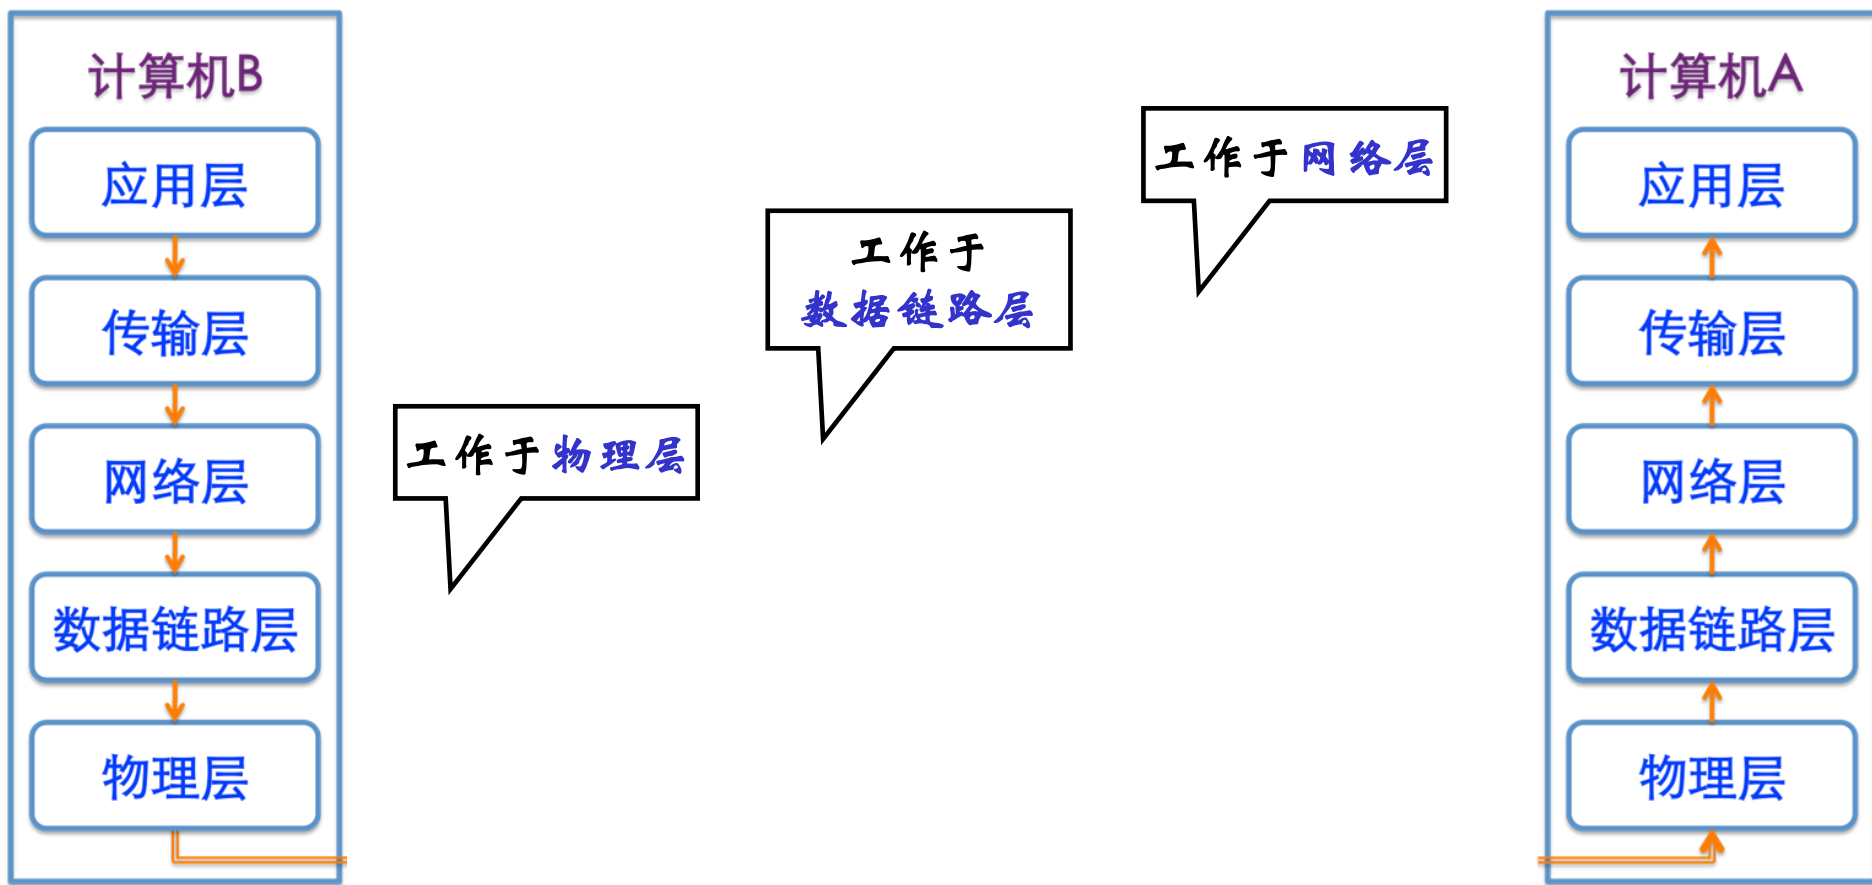 计算机B
应用层
传输层
网络层
数据链路层
物理层
工作于物理层
工作于
数据链路层
工作于网络层
计算机A
应用层
传输层
网络层
数据链路层
物理层